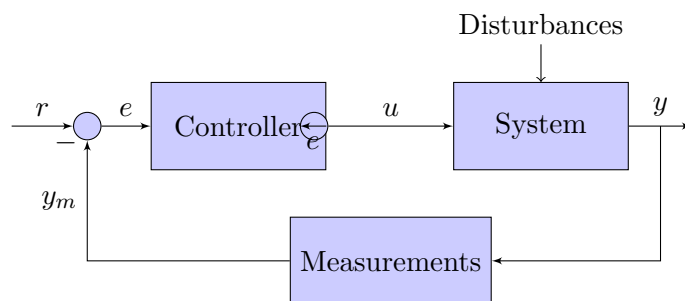 Disturbances
r
e
Controller
e
u
System
y
−
y_m
Measurements